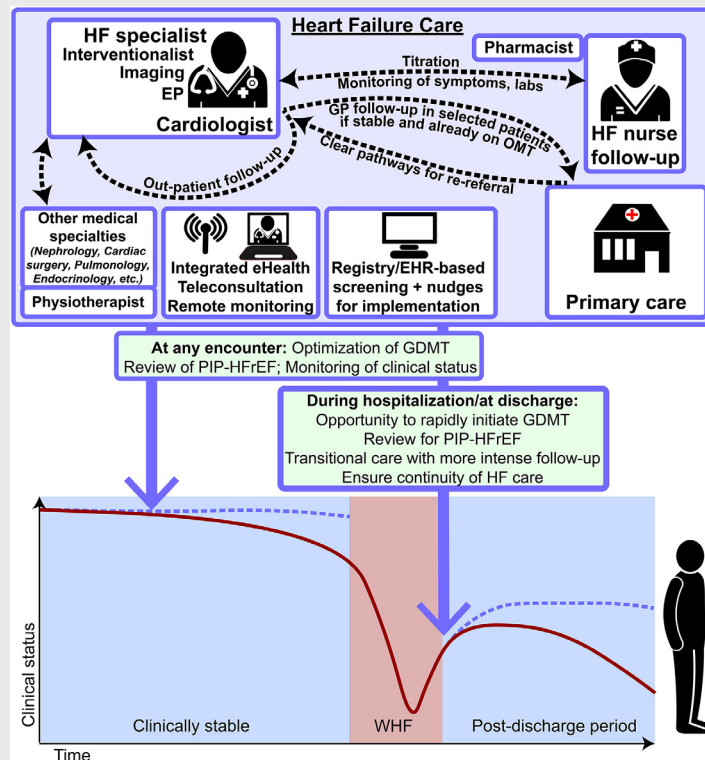 Heart Failure Care
HF specialist
Interventionalist
Imaging
EP
Cardiologist
Pharmacist
HF nurse
follow-up
Titration
Monitoring of symptoms, labs
GP follow-up in selected patients
if stable and already on OMT
Clear pathways for re-referral
Out-patient follow-up
Other medical
specialties
(Nephrology, Cardiac
surgery, Pulmonology,
Endocrinology, etc.)
Physiotherapist
Integrated eHealth
Teleconsultation
Remote monitoring
Registry/EHR-based
screening + nudges
for implementation
Primary care
At any encounter: Optimization of GDMT
Review of PIP-HFrEF; Monitoring of clinical status
During hospitalization/at discharge:
Opportunity to rapidly initiate GDMT
Review for PIP-HFrEF
Transitional care with more intense follow-up
Ensure continuity of HF care
Clinical status
Clinically stable
WHF
Post-discharge period
Time